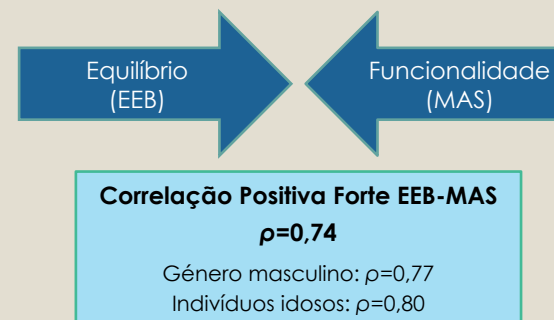 Equilíbrio
(EEB)
Funcionalidade
(MAS)
Correlação Positiva Forte EEB-MAS
ρ=0,74
Género masculino: ρ=0,77
Indivíduos idosos: ρ=0,80